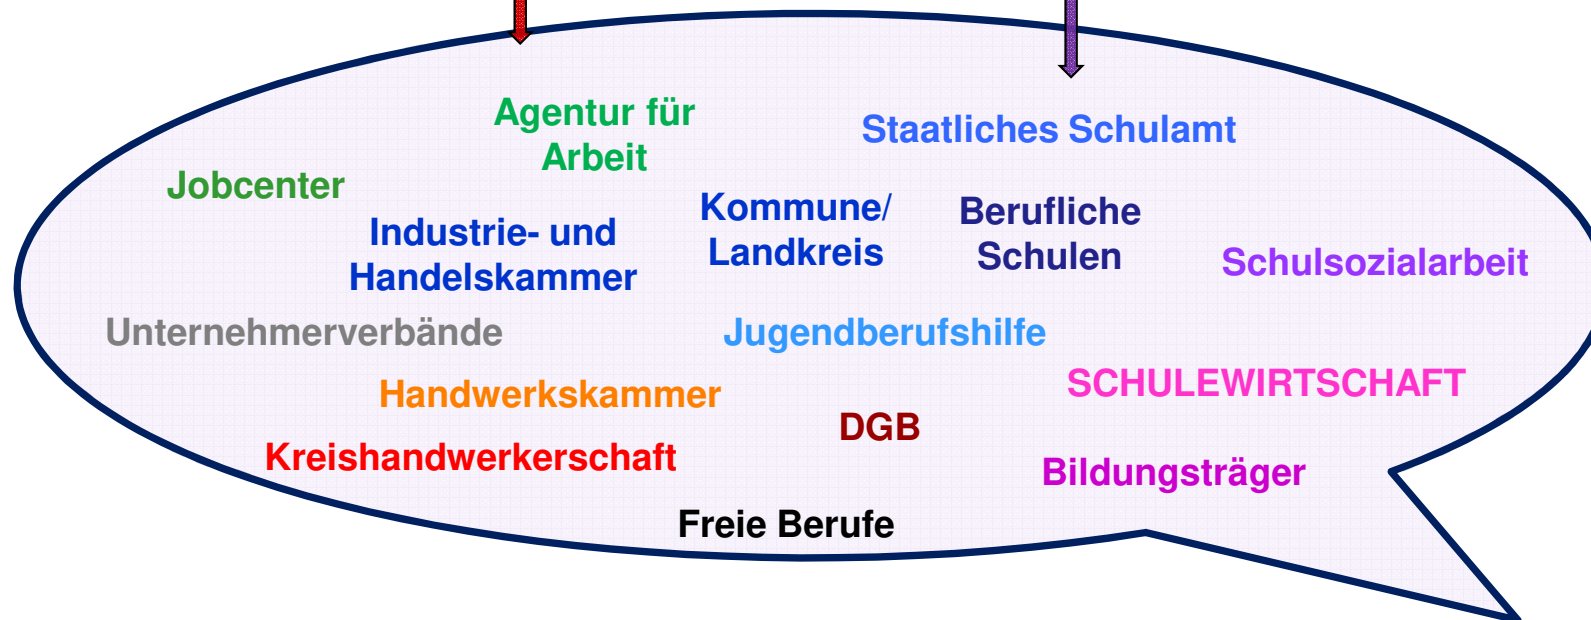 Agentur für
Arbeit
Staatliches Schulamt
Jobcenter
Kommune/
Landkreis
Berufliche
Schulen
Industrie- und
Handelskammer
Schulsozialarbeit
Unternehmerverbände
Jugendberufshilfe
Handwerkskammer
SCHULEWIRTSCHAFT
DGB
Kreishandwerkerschaft
Bildungsträger
Freie Berufe